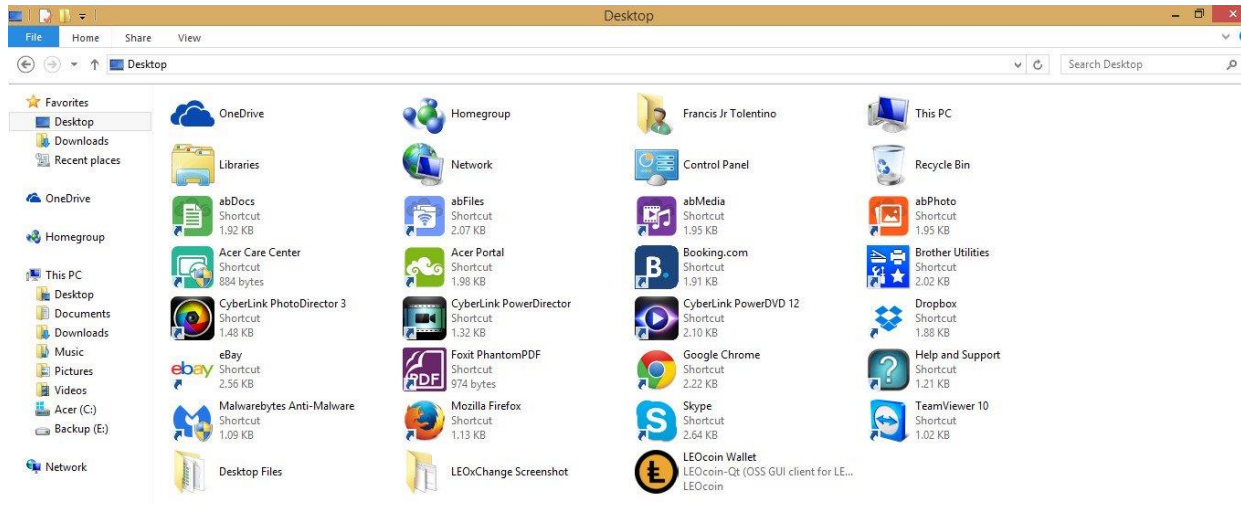 Desktop
File Home Share View
Desktop
Search Desktop
Favorites
Desktop
Downloads
Recent places
OneDrive
Homegroup
This PC
Desktop
Documents
Downloads
Music
Pictures
Videos
Acer (C:)
Backup (E:)
Network
OneDrive
Homegroup
Francis Jr Tolentino
This PC
Libraries
Network
Control Panel
Recycle Bin
abDocs
Shortcut
1.92 KB
abFiles
Shortcut
2.07 KB
abMedia
Shortcut
1.95 KB
abPhoto
Shortcut
1.95 KB
Acer Care Center
Shortcut
884 bytes
Acer Portal
Shortcut
1.98 KB
B.
Booking.com
Shortcut
1.91 KB
Brother Utilities
Shortcut
2.02 KB
CyberLink PhotoDirector 3
Shortcut
1.48 KB
CyberLink PowerDirector
Shortcut
1.32 KB
CyberLink PowerDVD 12
Shortcut
2.10 KB
Dropbox
Shortcut
1.88 KB
ebay
eBay
Shortcut
2.56 KB
PDF
Foxit PhantomPDF
Shortcut
974 bytes
Google Chrome
Shortcut
2.22 KB
?
Help and Support
Shortcut
1.21 KB
Malwarebytes Anti-Malware
Shortcut
1.09 KB
Mozilla Firefox
Shortcut
1.13 KB
S
Skype
Shortcut
2.64 KB
TeamViewer 10
Shortcut
1.02 KB
Desktop Files
LEOxChange Screenshot
LEOcoin Wallet
LEOcoin-Qt (OSS GUI client for LE...
LEOcoin